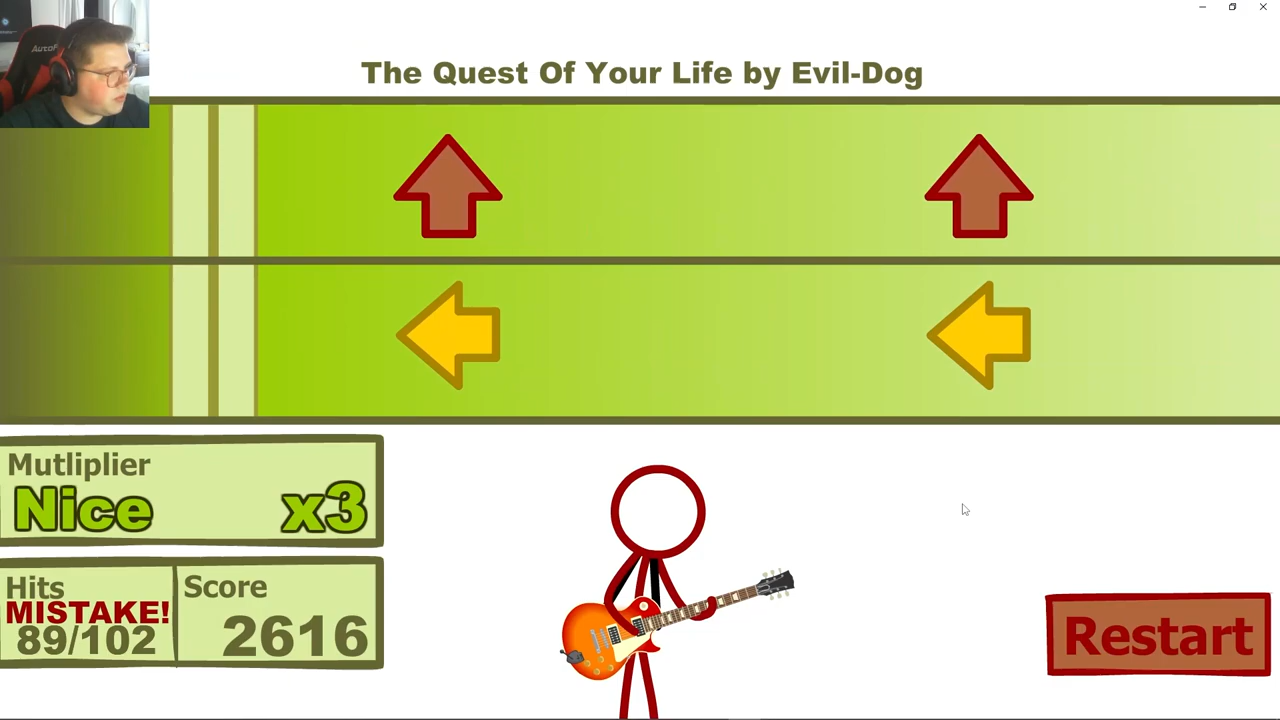 The Quest Of Your Life by Evil-Dog
Mutliplier
Nice x3
Hits
MISTAKE!
89/102
Score
2616
Restart